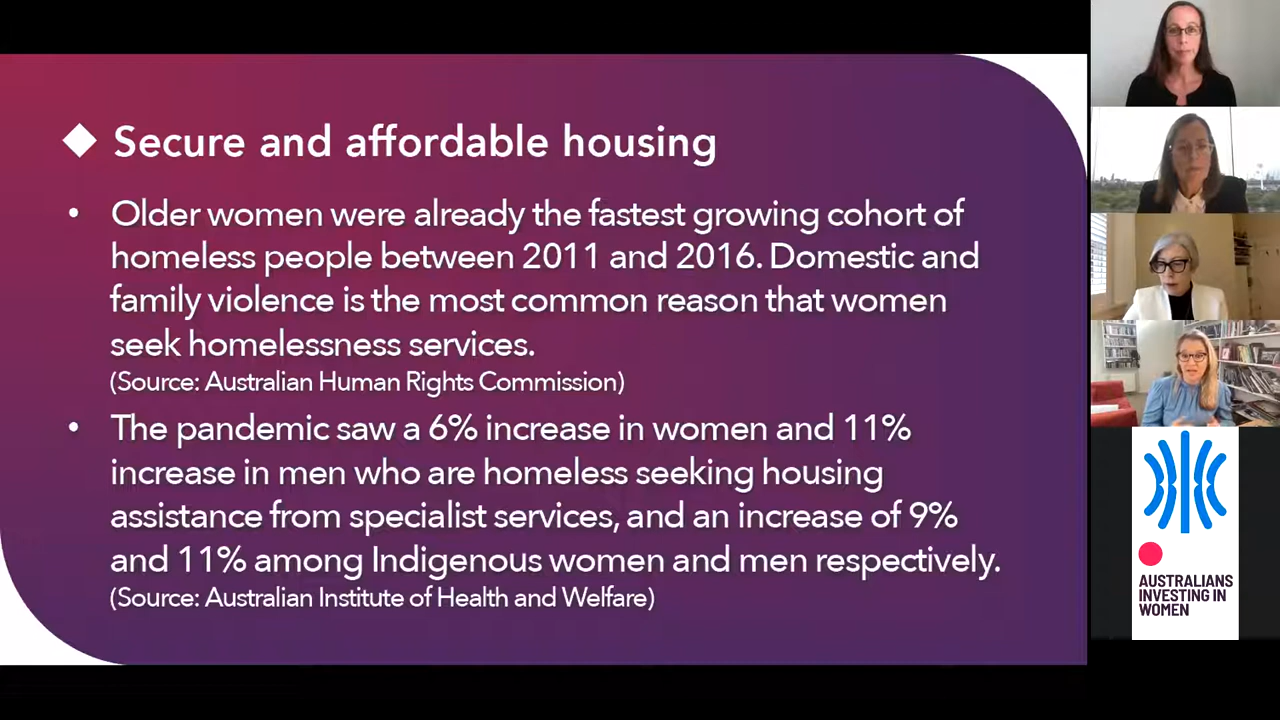 ◆ Secure and affordable housing
• Older women were already the fastest growing cohort of
homeless people between 2011 and 2016. Domestic and
family violence is the most common reason that women
seek homelessness services.
(Source: Australian Human Rights Commission)
• The pandemic saw a 6% increase in women and 11%
increase in men who are homeless seeking housing
assistance from specialist services, and an increase of 9%
and 11% among Indigenous women and men respectively.
(Source: Australian Institute of Health and Welfare)
AUSTRALIANS
INVESTING IN
WOMEN